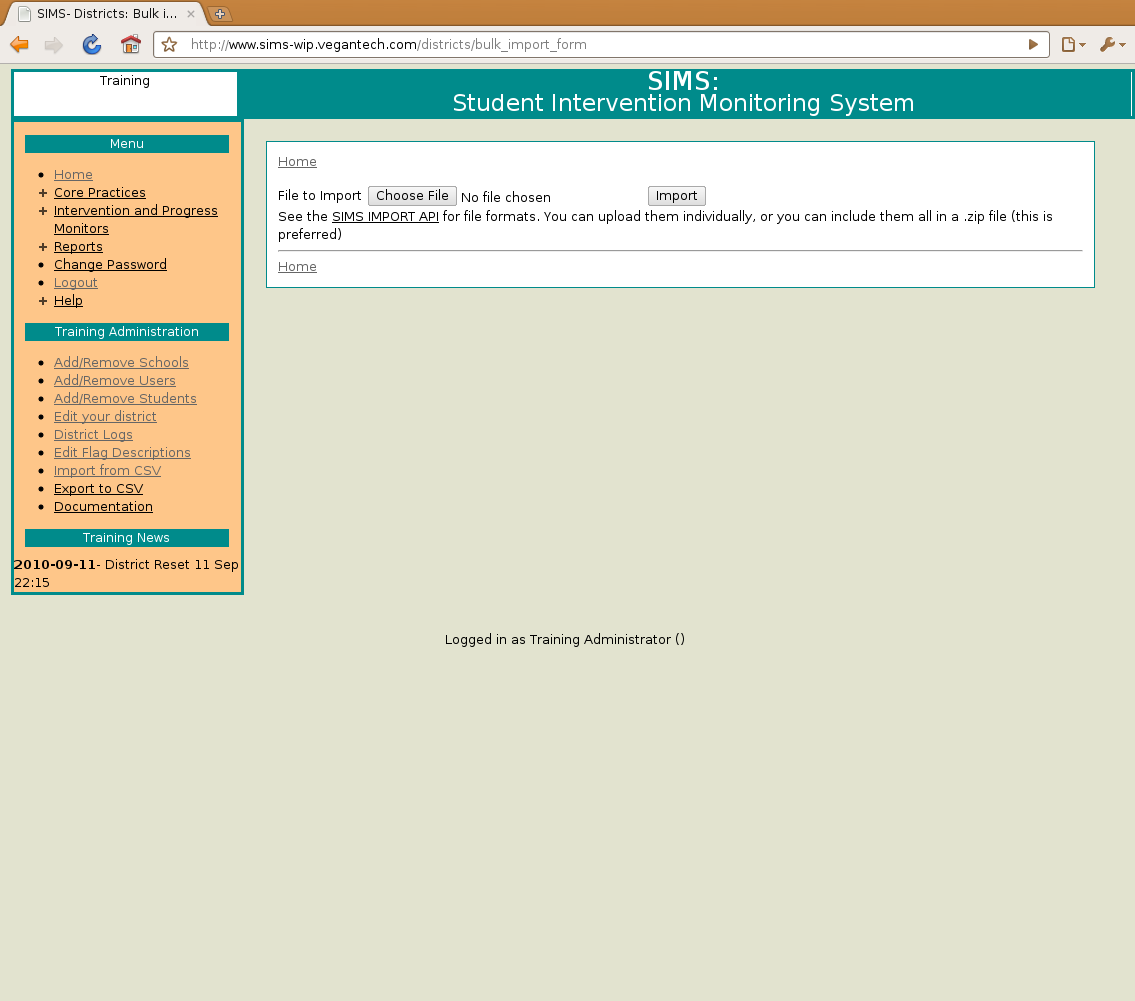 SIMS- Districts: Bulk i...
http://www.sims-wip.vegantech.com/districts/bulk_import_form
Training
SIMS:
Student Intervention Monitoring System
Menu
Home
Core Practices
Intervention and Progress
Monitors
Reports
Change Password
Logout
Help
Training Administration
Add/Remove Schools
Add/Remove Users
Add/Remove Students
Edit your district
District Logs
Edit Flag Descriptions
Import from CSV
Export to CSV
Documentation
Training News
2010-09-11- District Reset 11 Sep
22:15
Home
File to Import Choose File No file chosen Import
See the SIMS IMPORT API for file formats. You can upload them individually, or you can include them all in a .zip file (this is
preferred)
Home
Logged in as Training Administrator ()